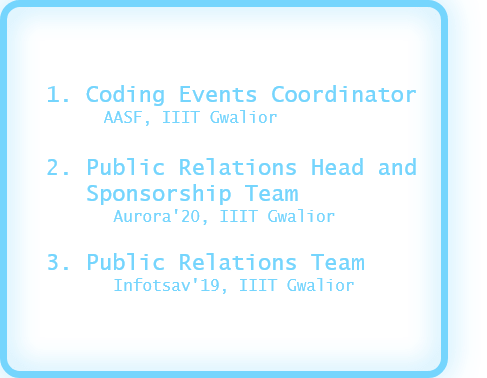 1. Coding Events Coordinator
AASF, IIIT Gwalior
2. Public Relations Head and
Sponsorship Team
Aurora'20, IIIT Gwalior
3. Public Relations Team
Infotsav'19, IIIT Gwalior